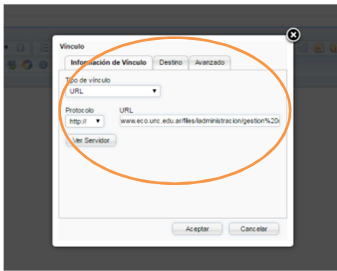 Vínculo
Información de Vínculo Destino Avanzado
Tipo de vínculo
URL
Protocolo URL
http:// www.eco.unc.edu.ar/files/ladministracion/gestion%20
Ver Servidor
Aceptar Cancelar